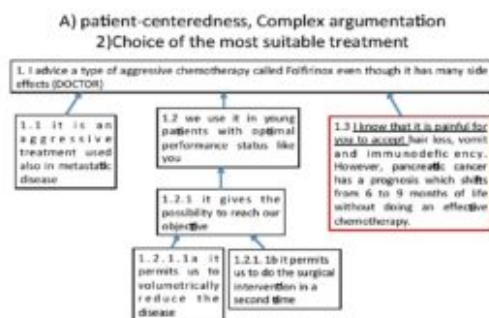 A) patient-centeredness, Complex argumentation
2)Choice of the most suitable treatment
1. I advice a type of aggressive chemotherapy called Folfirinox even though it has many side
effects (DOCTOR)
1.1 it is an
aggressive
treatment used
also in metastatic
disease
1.2 we use it in young
patients with optimal
performance status like
you
1.3 I know that it is painful for
you to accept hair loss, vomit
and immunodeficiency.
However, pancreatic cancer
has a prognosis which shifts
from 6 to 9 months of life
without doing an effective
chemotherapy.
1.2.1 it gives the
possibility to reach our
objective
1.2.1.1a it
permits us to
volumetrically
reduce the
disease
1.2.1. 1b it permits
us to do the surgical
intervention in a
second time